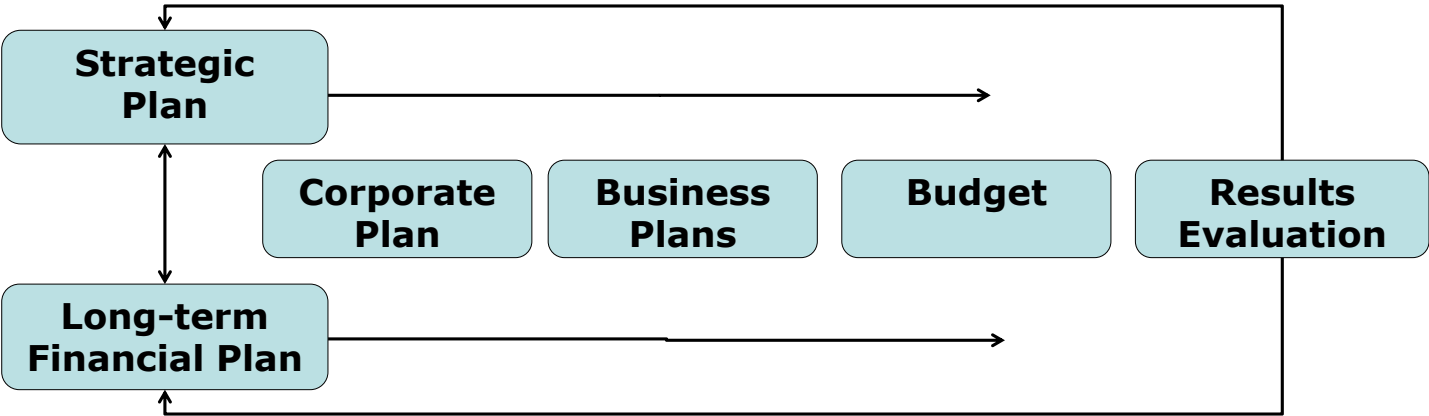 Strategic
Plan
Corporate
Plan
Business
Plans
Budget
Results
Evaluation
Long-term
Financial Plan